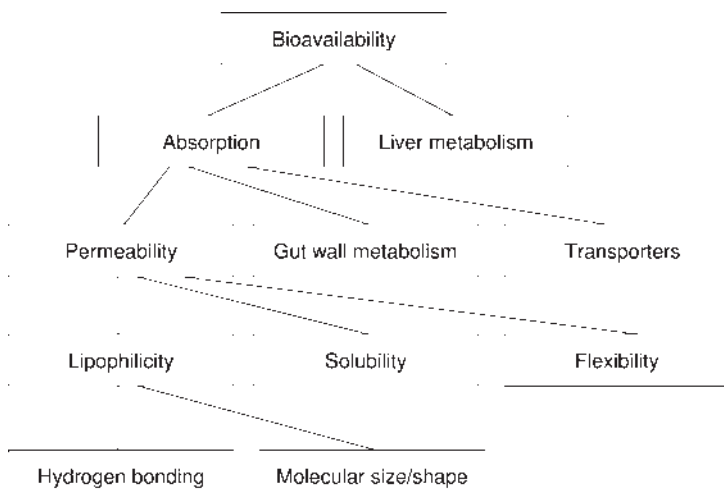 Bioavailability
Absorption
Liver metabolism
Permeability
Gut wall metabolism
Transporters
Lipophilicity
Solubility
Flexibility
Hydrogen bonding
Molecular size/shape